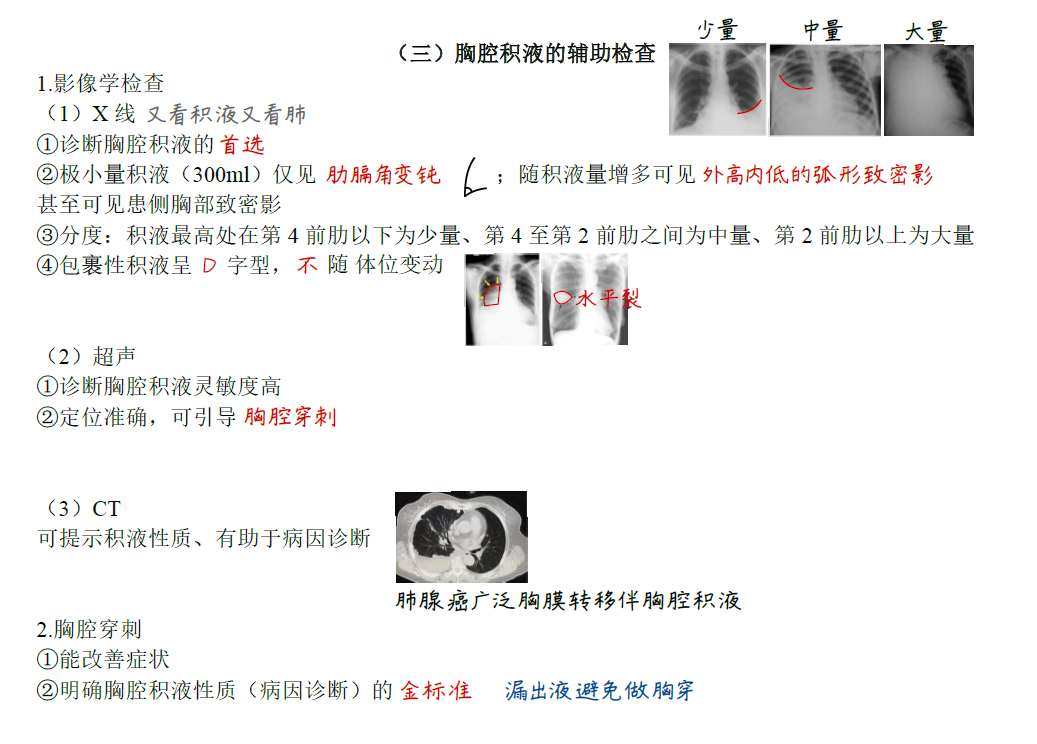 少量 中量 大量
（三）胸腔积液的辅助检查
1.影像学检查
（1）X 线 又看积液又看肺
①诊断胸腔积液的 首选
②极小量积液（300ml）仅见 肋膈角变钝 ；随积液量增多可见 外高内低的弧形致密影
甚至可见患侧胸部致密影
③分度：积液最高处在第 4 前肋以下为少量、第 4 至第 2 前肋之间为中量、第 2 前肋以上为大量
④包裹性积液呈 D 字型，不 随 体位变动
水平裂
（2）超声
①诊断胸腔积液灵敏度高
②定位准确，可引导 胸腔穿刺
（3）CT
可提示积液性质、有助于病因诊断
肺腺癌广泛胸膜转移伴胸腔积液
2.胸腔穿刺
①能改善症状
②明确胸腔积液性质（病因诊断）的 金标准 漏出液避免做胸穿